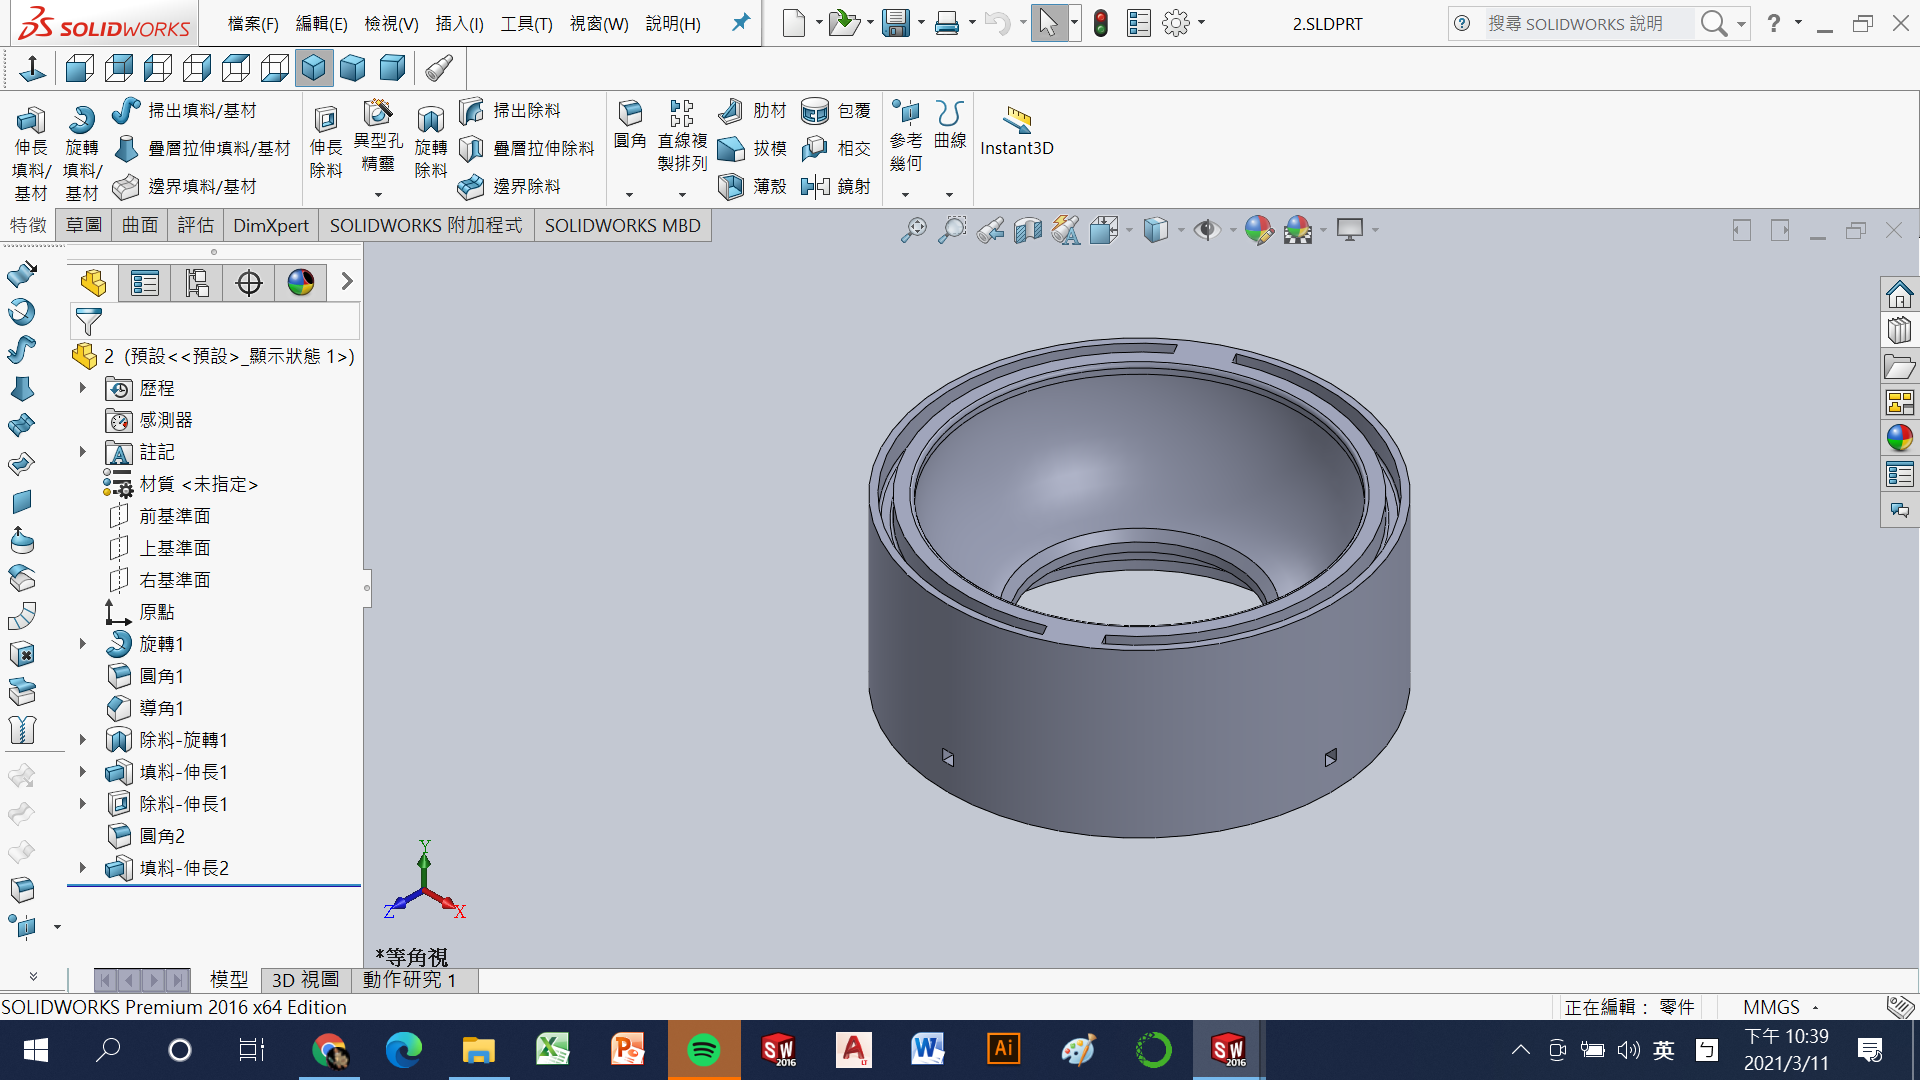 SOLIDWORKS 檔案(F) 編輯(E) 檢視(V) 插入(I) 工具(T) 視窗(W) 說明(H) 2.SLDPRT 搜尋 SOLIDWORKS 說明 ?
伸長填料/基材
旋轉填料/基材
掃出填料/基材
疊層拉伸填料/基材
邊界填料/基材
伸長除料
異型孔精靈
旋轉除料
掃出除料
疊層拉伸除料
邊界除料
圓角
直線複製排列
肋材
拔模
薄殼
包覆
相交
鏡射
參考幾何
曲線
Instant3D
特徵 草圖 曲面 評估 DimXpert SOLIDWORKS 附加程式 SOLIDWORKS MBD
2 (預設<<預設>_顯示狀態 1>)
歷程
感測器
註記
材質 <未指定>
前基準面
上基準面
右基準面
原點
旋轉1
圓角1
導角1
除料-旋轉1
填料-伸長1
除料-伸長1
圓角2
填料-伸長2
Y
Z
X
*等角視
模型 3D 視圖 動作研究 1
SOLIDWORKS Premium 2016 x64 Edition 正在編輯： 零件 MMGS
英 ㄅ 下午 10:39
2021/3/11
SW 2016
A LT
W
Ai
SW 2016